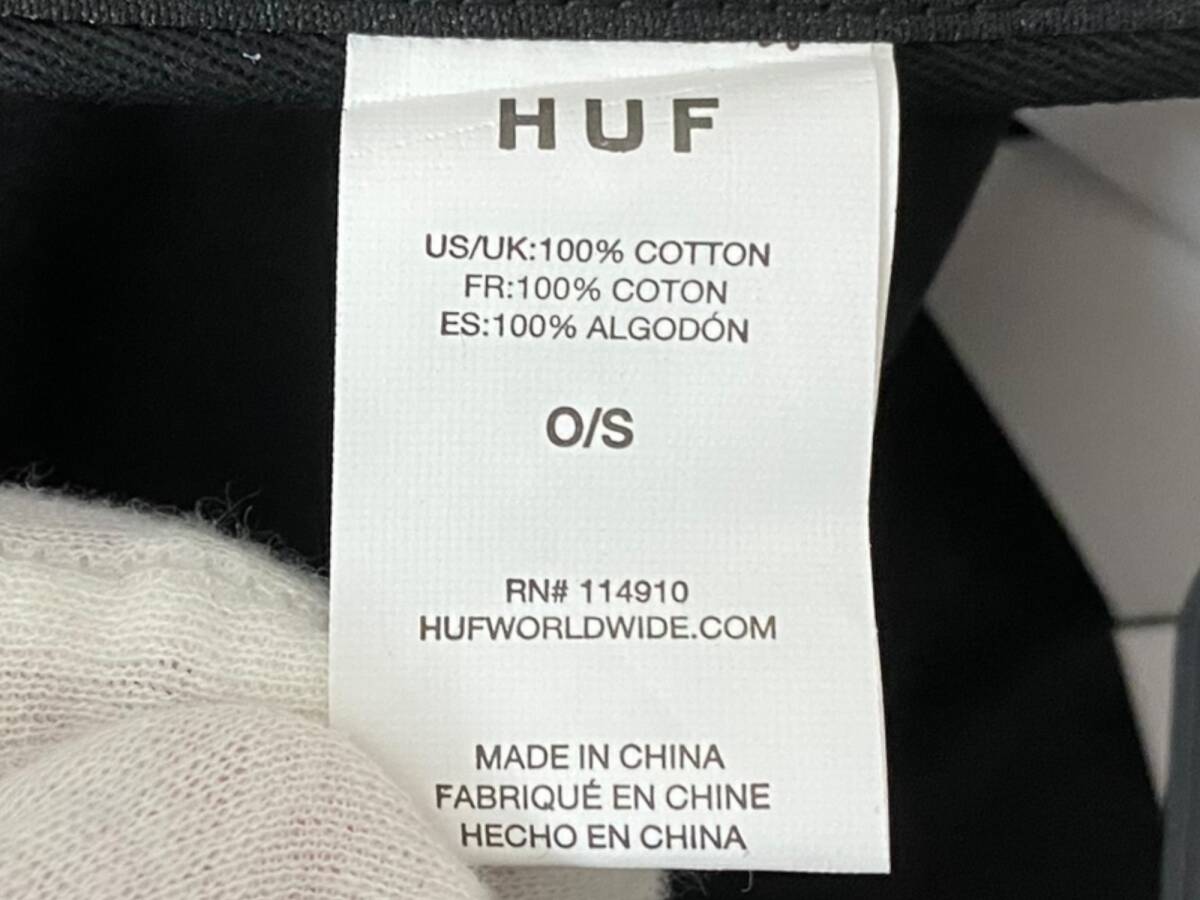 HUF
US/UK:100% COTTON
FR:100% COTON
ES:100% ALGODÓN
O/S
RN# 114910
HUFWORLDWIDE.COM
MADE IN CHINA
FABRIQUÉ EN CHINE
HECHO EN CHINA